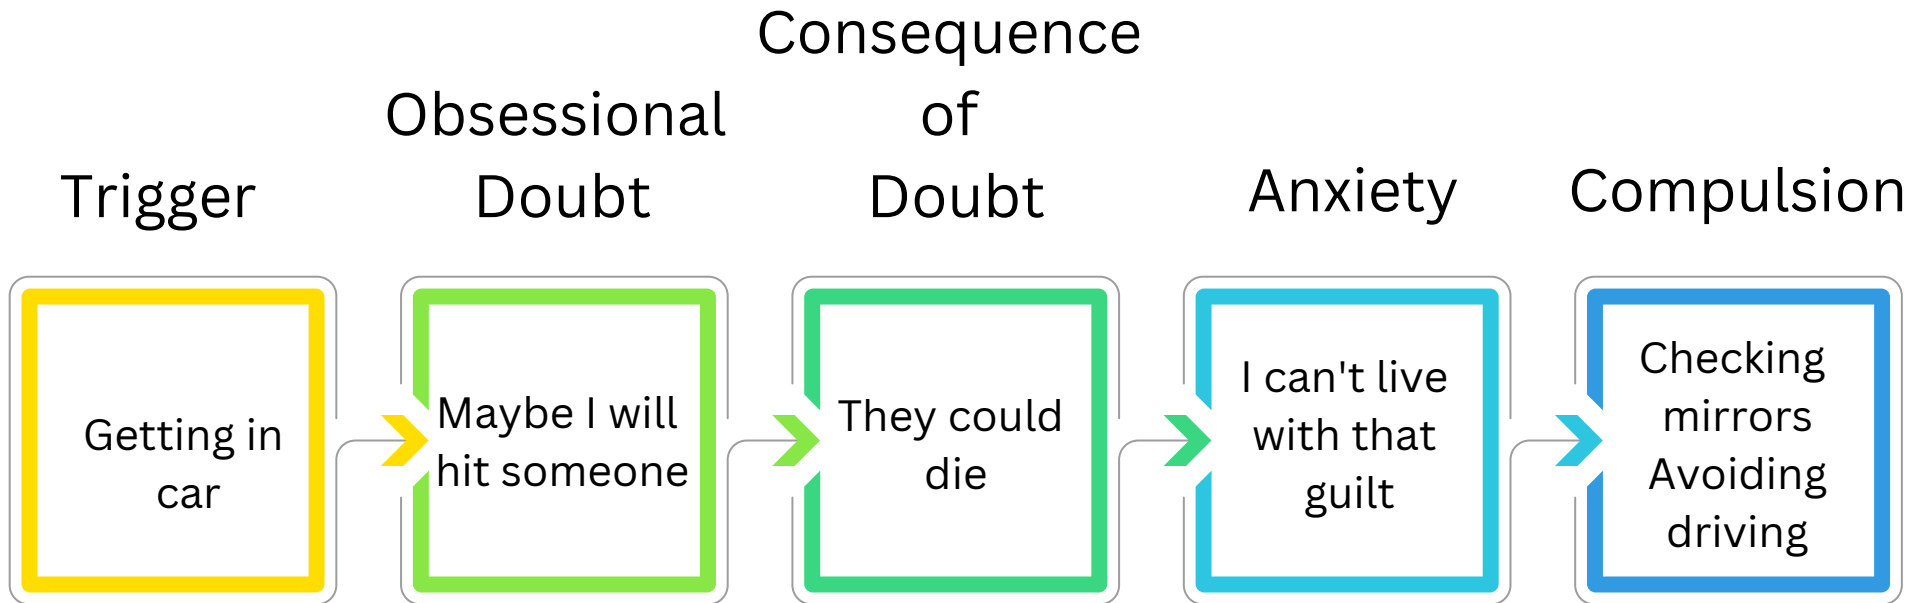 Trigger
Obsessional
Doubt
Consequence
of
Doubt
Anxiety
Compulsion
Getting in
car
Maybe I will
hit someone
They could
die
I can't live
with that
guilt
Checking
mirrors
Avoiding
driving